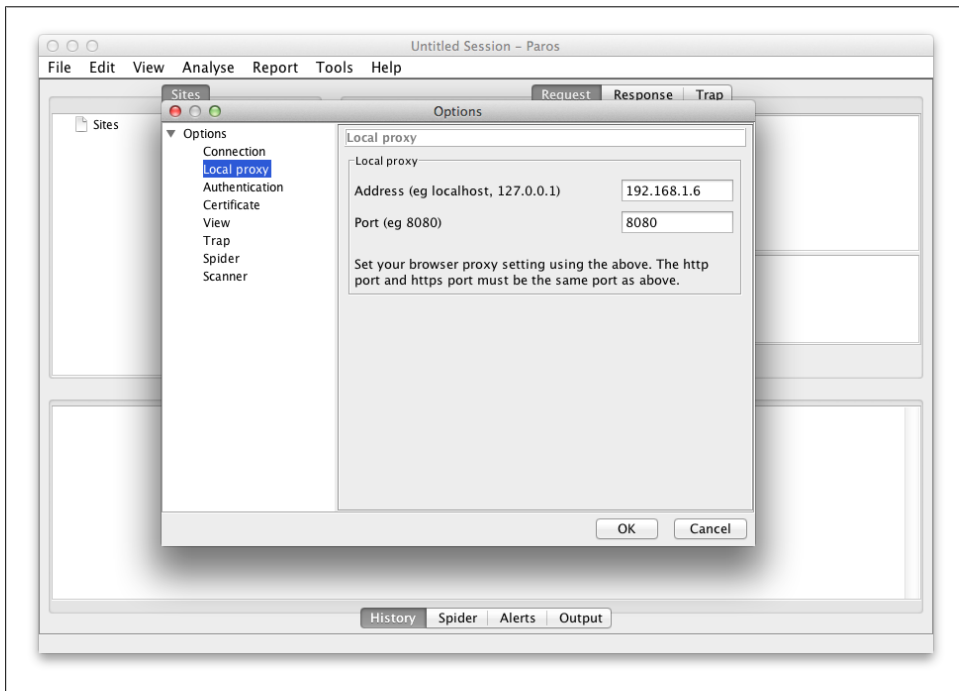 Untitled Session – Paros
File Edit View Analyse Report Tools Help
Sites
Request Response Trap
Sites
Options
Options
Connection
Local proxy
Authentication
Certificate
View
Trap
Spider
Scanner
Local proxy
Local proxy
Address (eg localhost, 127.0.0.1)
192.168.1.6
Port (eg 8080)
8080
Set your browser proxy setting using the above. The http
port and https port must be the same port as above.
OK Cancel
History Spider Alerts Output